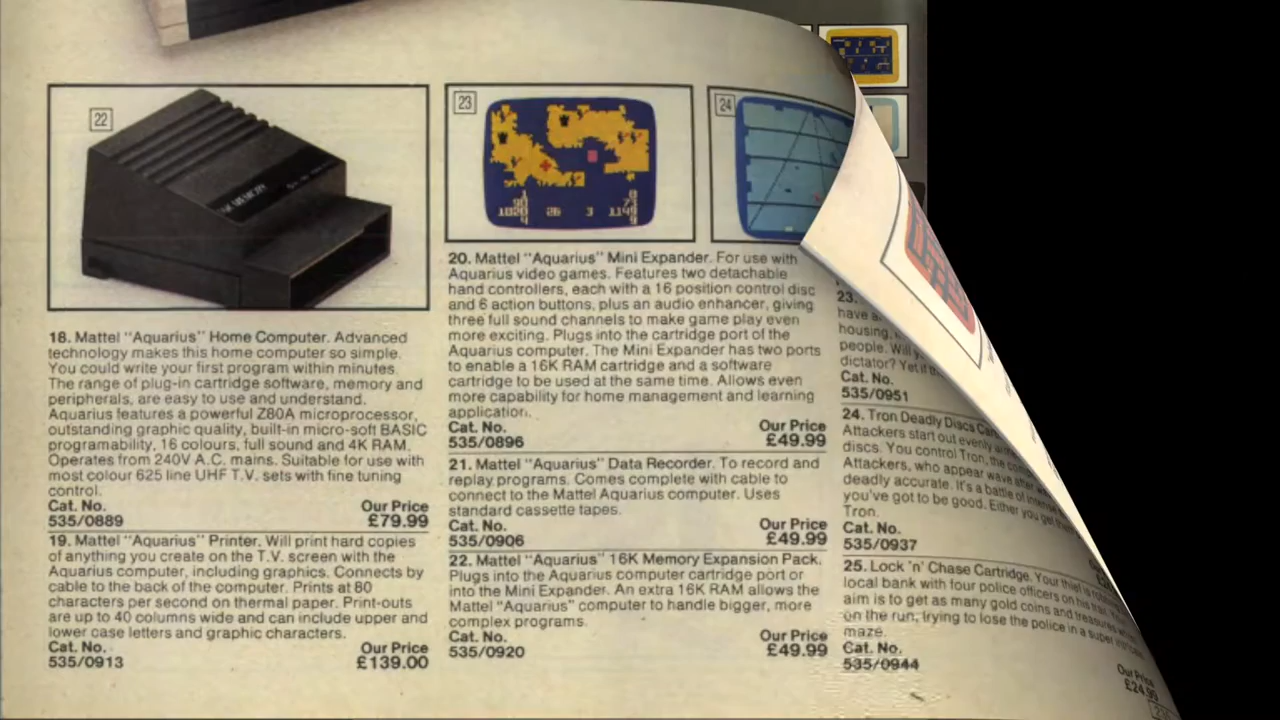 22
AQUARIUS
23
24
18. Mattel "Aquarius" Home Computer. Advanced
technology makes this home computer so simple.
You could write your first program within minutes.
The range of plug-in cartridge software, memory and
peripherals, are easy to use and understand.
Aquarius features a powerful Z80A microprocessor,
outstanding graphic quality, built-in micro-soft BASIC
programability, 16 colours, full sound and 4K RAM.
Operates from 240V A.C. mains. Suitable for use with
most colour 625 line UHF T.V. sets with fine tuning
control.
Cat. No. Our Price
535/0889 £79.99
19. Mattel "Aquarius" Printer. Will print hard copies
of anything you create on the T.V. screen with the
Aquarius computer, including graphics. Connects by
cable to the back of the computer. Prints at 80
characters per second on thermal paper. Print-outs
are up to 40 columns wide and can include upper and
lower case letters and graphic characters.
Cat. No. Our Price
535/0913 £139.00
20. Mattel "Aquarius" Mini Expander. For use with
Aquarius video games. Features two detachable
hand controllers, each with a 16 position control disc
and 6 action buttons, plus an audio enhancer, giving
three full sound channels to make game play even
more exciting. Plugs into the cartridge port of the
Aquarius computer. The Mini Expander has two ports
to enable a 16K RAM cartridge and a software
cartridge to be used at the same time. Allows even
more capability for home management and learning
application.
Cat. No. Our Price
535/0896 £49.99
21. Mattel "Aquarius" Data Recorder. To record and
replay programs. Comes complete with cable to
connect to the Mattel Aquarius computer. Uses
standard cassette tapes.
Cat. No. Our Price
535/0906 £49.99
22. Mattel "Aquarius" 16K Memory Expansion Pack.
Plugs into the Aquarius computer cartridge port or
into the Mini Expander. An extra 16K RAM allows the
Mattel "Aquarius" computer to handle bigger, more
complex programs.
Cat. No. Our Price
535/0920 £49.99
23.
have a
housing,
people. Will
dictator? Yet if
Cat. No.
535/0951
24. Tron Deadly Discs
Attackers start out evenly
discs. You control Tron, the
Attackers, who appear wave after
deadly accurate. It's a battle of
you've got to be good. Either you get
Tron.
Cat. No.
535/0937
25. Lock 'n' Chase Cartridge. Your thief is
local bank with four police officers on his
aim is to get as many gold coins and treasures
on the run, trying to lose the police in a super
maze.
Cat. No. Our Price
535/0944 £24.99